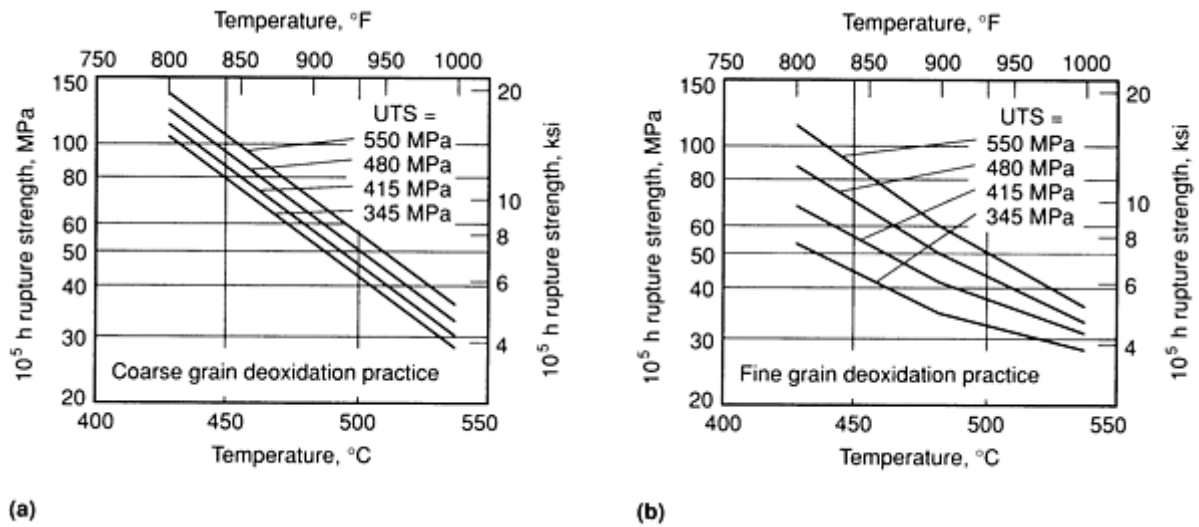 Temperature, °F
750 800 850 900 950 1000
150
100
80
60
50
40
30
20
10⁵ h rupture strength, MPa
UTS =
550 MPa
480 MPa
415 MPa
345 MPa
20
10
8
6
4
10⁵ h rupture strength, ksi
Coarse grain deoxidation practice
400 450 500 550
Temperature, °C
(a)
Temperature, °F
750 800 850 900 950 1000
150
100
80
60
50
40
30
20
10⁵ h rupture strength, MPa
UTS =
550 MPa
480 MPa
415 MPa
345 MPa
20
10
8
6
4
10⁵ h rupture strength, ksi
Fine grain deoxidation practice
400 450 500 550
Temperature, °C
(b)